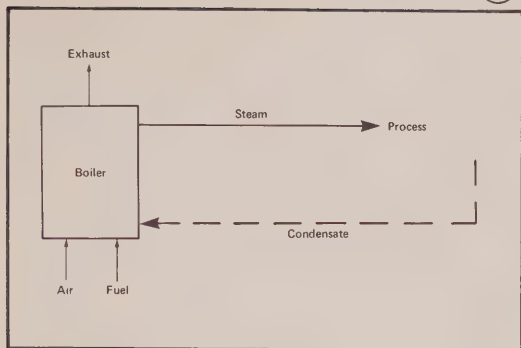 Exhaust
Steam
Process
Boiler
Condensate
Air Fuel